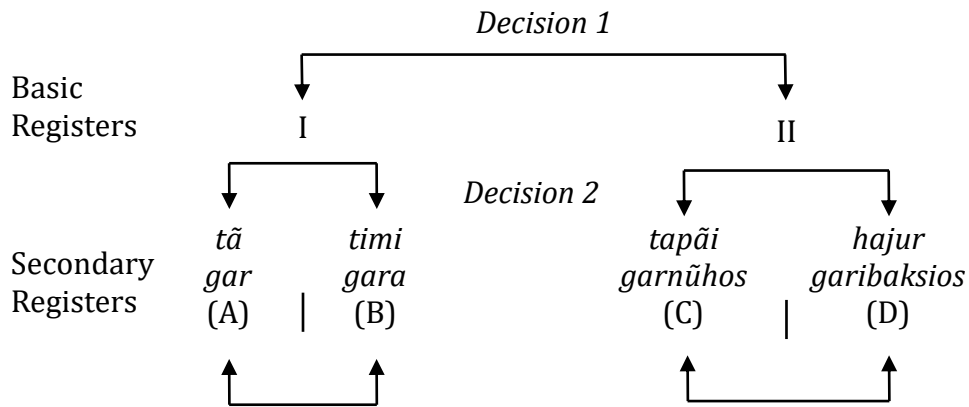 Decision 1
Basic
Registers
I II
Decision 2
Secondary
Registers
tã timi tapãi hajur
gar gara garnũhos garibaksios
(A) | (B) (C) | (D)